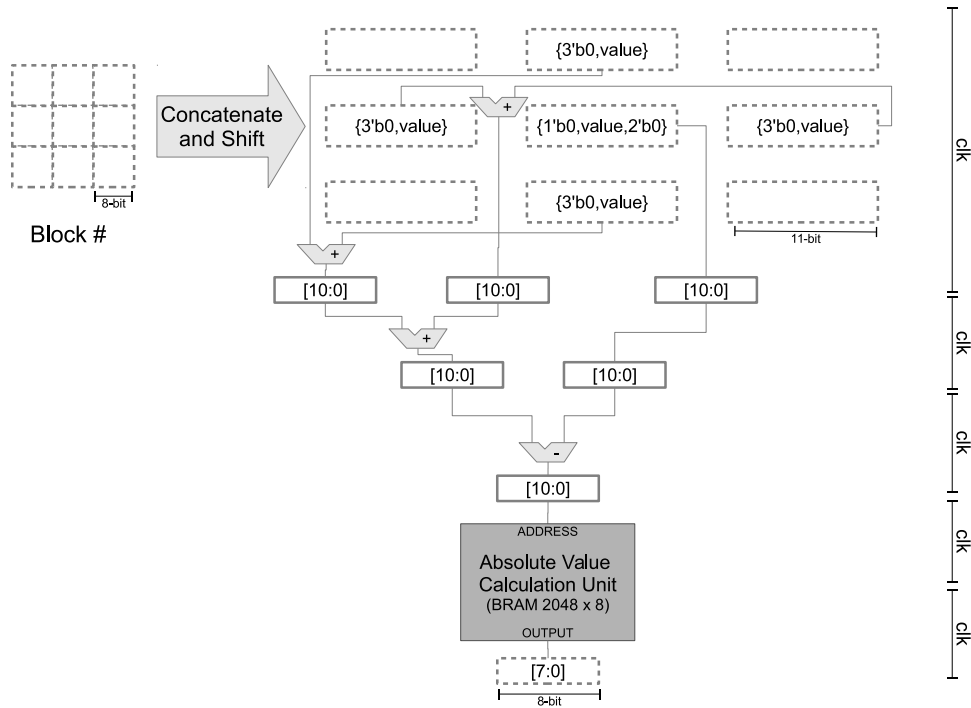 {3'b0,value}
+
Concatenate
and Shift
{3'b0,value}
{1'b0,value,2'b0}
{3'b0,value}
clk
8-bit
{3'b0,value}
Block #
11-bit
+
[10:0]
[10:0]
[10:0]
+
clk
[10:0]
[10:0]
-
clk
[10:0]
ADDRESS
Absolute Value
Calculation Unit
(BRAM 2048 x 8)
OUTPUT
clk
[7:0]
clk
8-bit